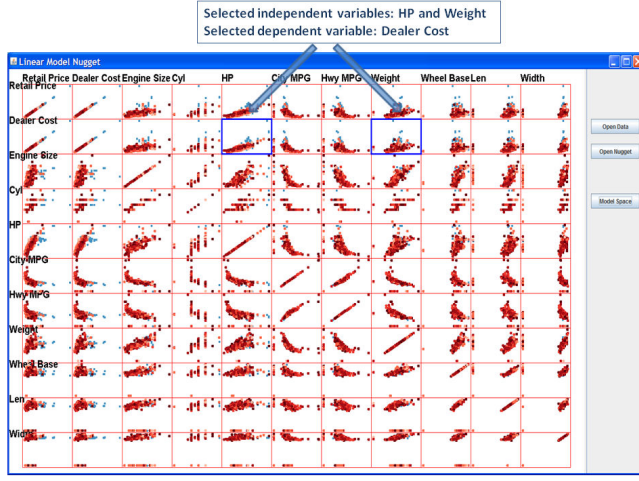 Selected independent variables: HP and Weight
Selected dependent variable: Dealer Cost
Linear Model Nugget
Retail Price Dealer Cost Engine Size Cyl HP City MPG Hwy MPG Weight Wheel Base Len Width
Retail Price
Dealer Cost
Engine Size
Cyl
HP
City MPG
Hwy MPG
Weight
Wheel Base
Len
Width
Open Data
Open Nugget
Model Space